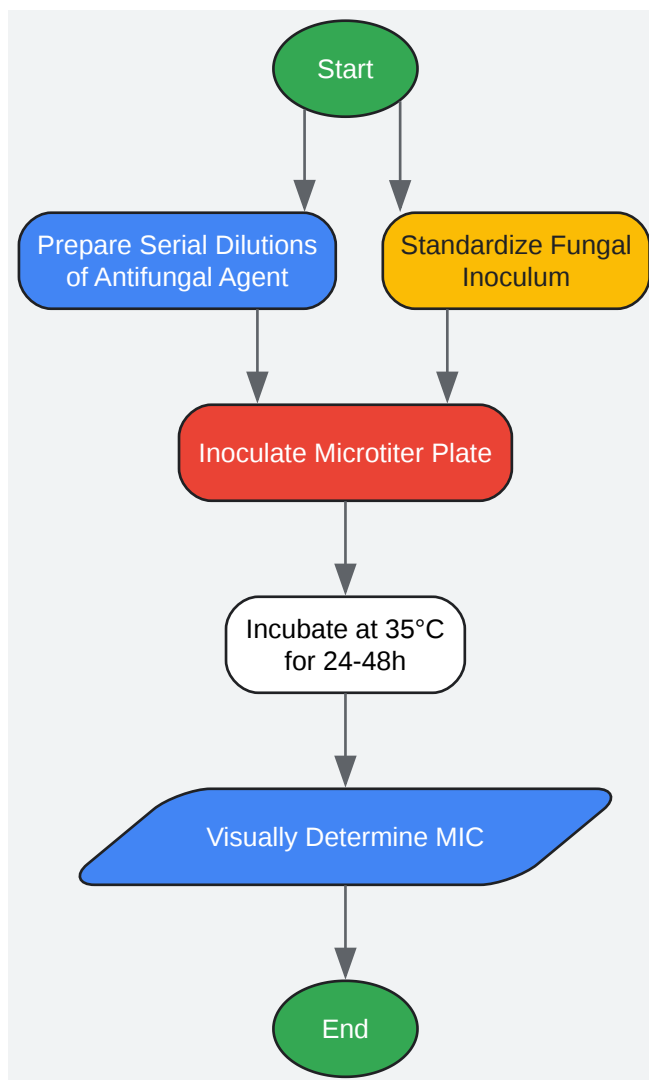 Start
Prepare Serial Dilutions
of Antifungal Agent
Standardize Fungal
Inoculum
Inoculate Microtiter Plate
Incubate at 35°C
for 24-48h
Visually Determine MIC
End